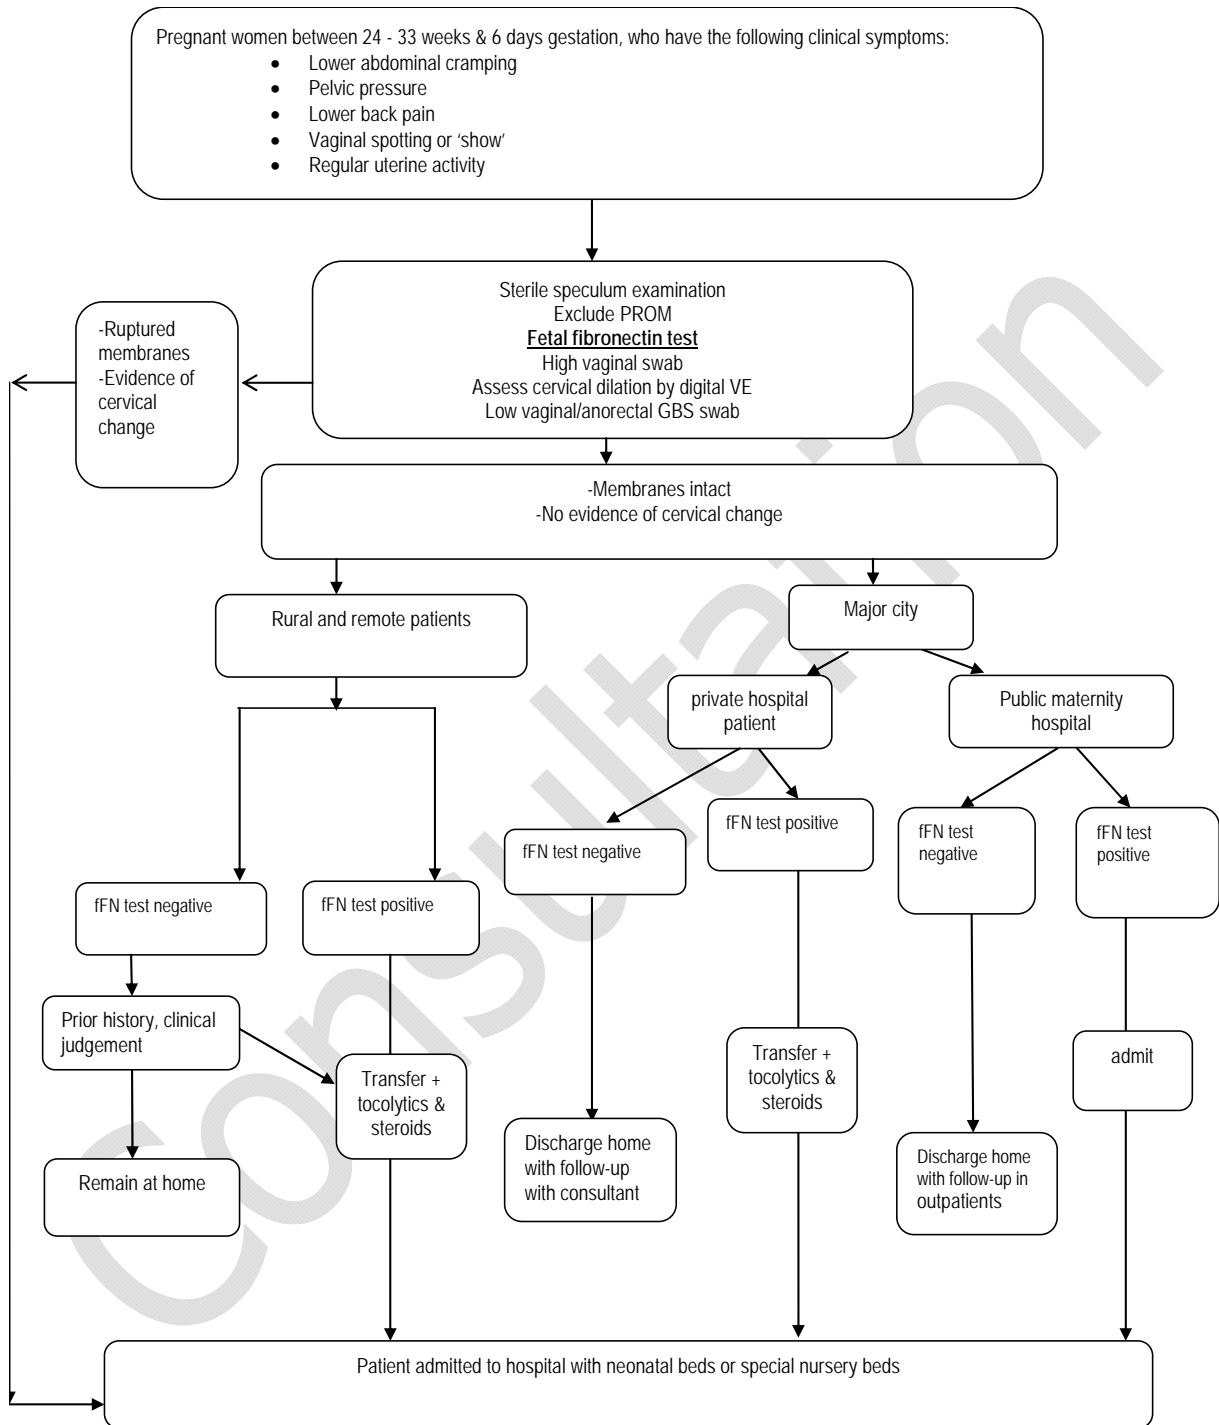 Pregnant women between 24 - 33 weeks & 6 days gestation, who have the following clinical symptoms:
• Lower abdominal cramping
• Pelvic pressure
• Lower back pain
• Vaginal spotting or ‘show’
• Regular uterine activity
Sterile speculum examination
Exclude PROM
Fetal fibronectin test
High vaginal swab
Assess cervical dilation by digital VE
Low vaginal/anorectal GBS swab
-Ruptured
membranes
-Evidence of
cervical
change
-Membranes intact
-No evidence of cervical change
Rural and remote patients
Major city
private hospital
patient
Public maternity
hospital
fFN test negative
fFN test positive
fFN test negative
fFN test positive
fFN test
negative
fFN test
positive
Prior history, clinical
judgement
Transfer +
tocolytics &
steroids
Transfer +
tocolytics &
steroids
admit
Remain at home
Discharge home
with follow-up
with consultant
Discharge home
with follow-up in
outpatients
Patient admitted to hospital with neonatal beds or special nursery beds
Consultation